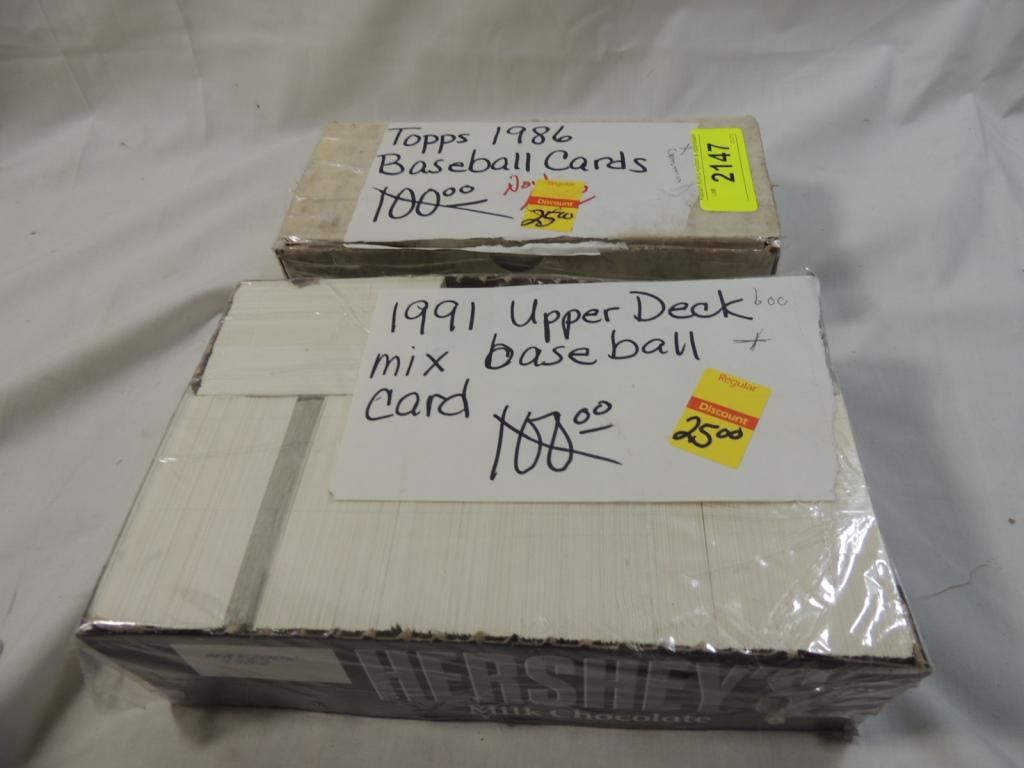 Topps 1986
Baseball Cards
100.00
Regular
Discount
25.00
LOT
2147
1991 Upper Deck 600
mix baseball +
card
100.00
Regular
Discount
25.00
HERSHEY'S
Milk Chocolate